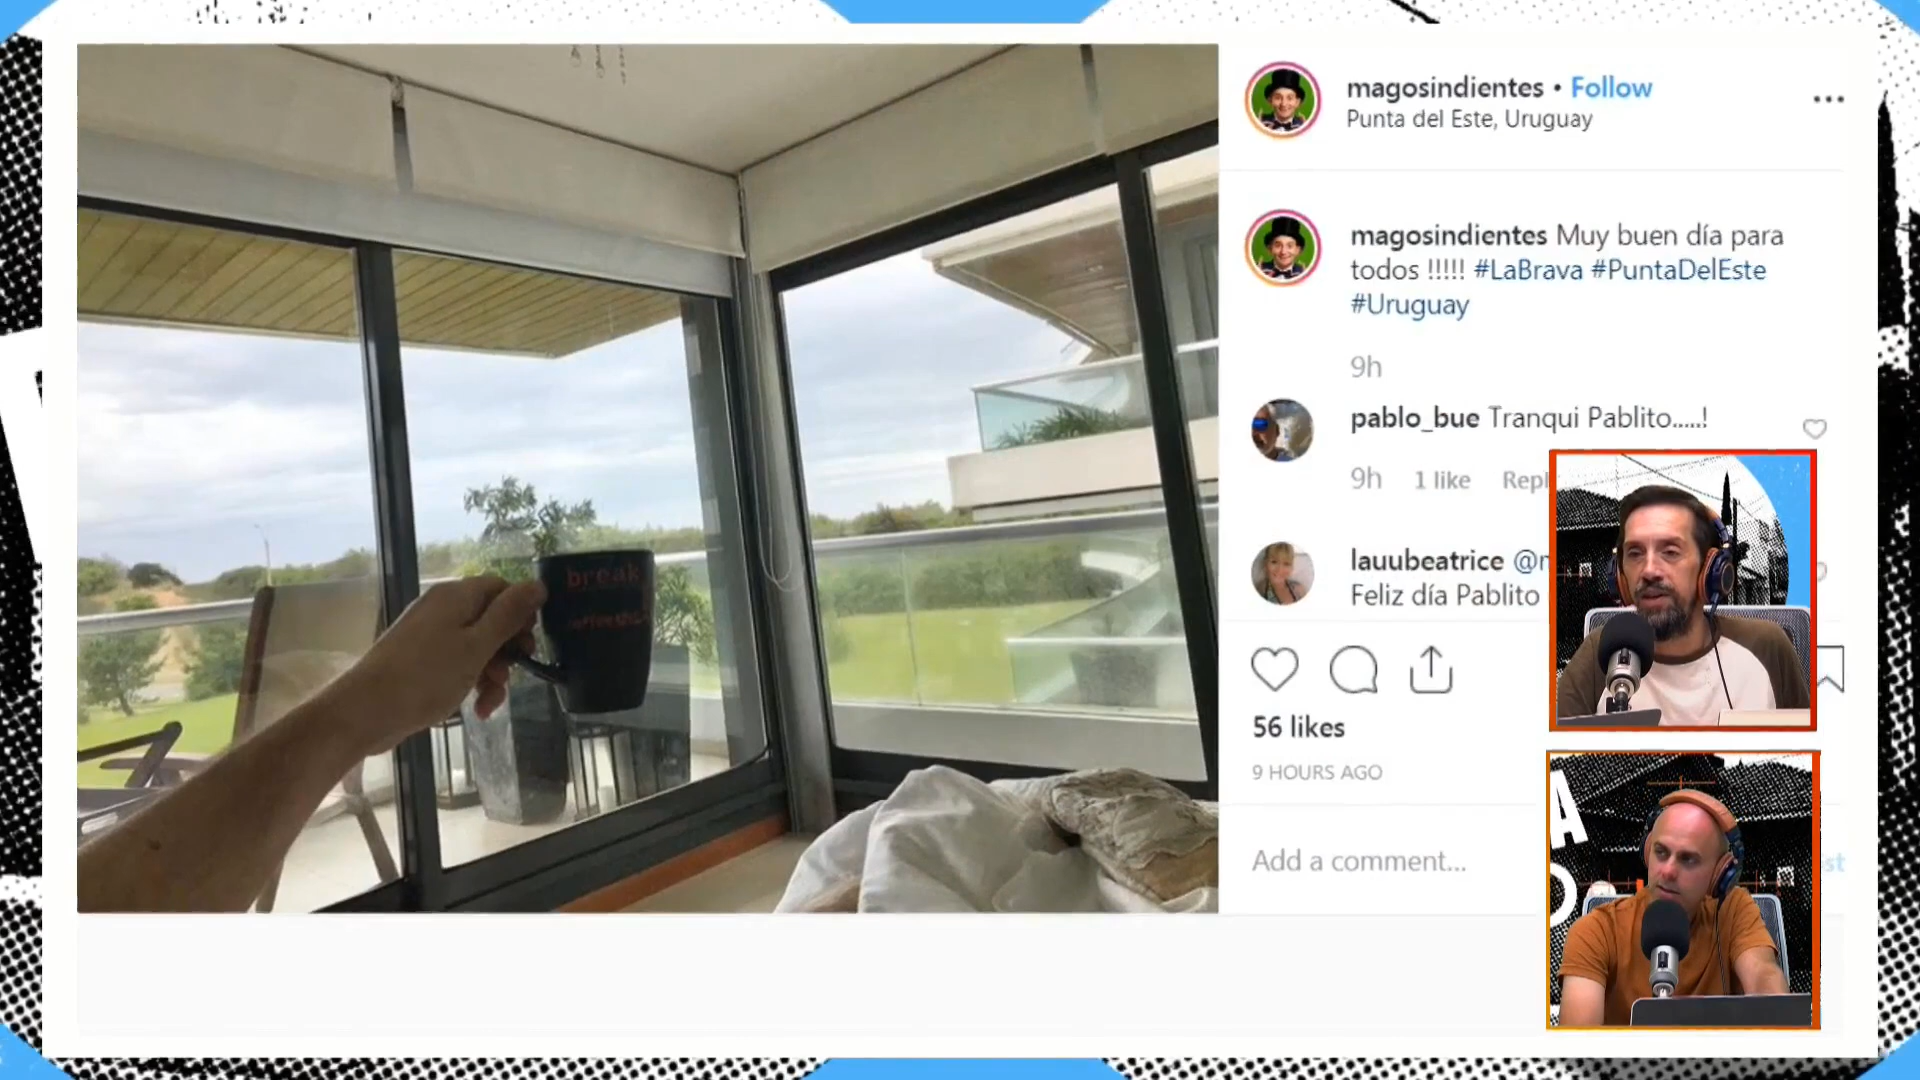 magosindientes • Follow
Punta del Este, Uruguay
magosindientes Muy buen día para
todos !!!!! #LaBrava #PuntaDelEste
#Uruguay
9h
pablo_bue Tranqui Pablito.....!
9h 1 like Repl
lauubeatrice @
Feliz día Pablito
56 likes
9 HOURS AGO
Add a comment...
break
A